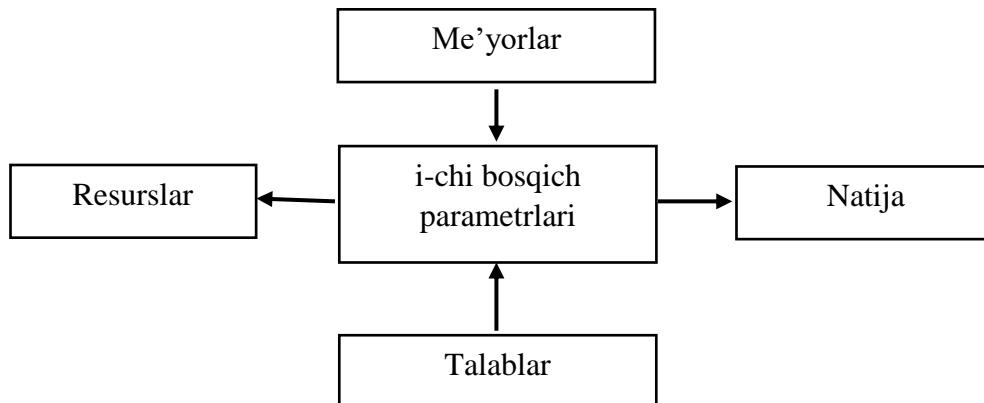 Me’yorlar
Resurslar
i-chi bosqich
parametrlari
Natija
Talablar